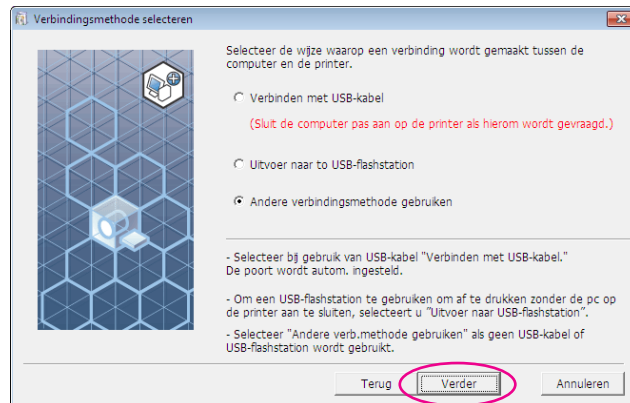 Verbindingsmethode selecteren
Selecteer de wijze waarop een verbinding wordt gemaakt tussen de
computer en de printer.
Verbinden met USB-kabel
(Sluit de computer pas aan op de printer als hierom wordt gevraagd.)
Uitvoer naar to USB-flashstation
Andere verbindingsmethode gebruiken
- Selecteer bij gebruik van USB-kabel "Verbinden met USB-kabel."
De poort wordt autom. ingesteld.
- Om een USB-flashstation te gebruiken om af te drukken zonder de pc op
de printer aan te sluiten, selecteert u "Uitvoer naar USB-flashstation".
- Selecteer "Andere verb.methode gebruiken" als geen USB-kabel of
USB-flashstation wordt gebruikt.
Terug Verder Annuleren